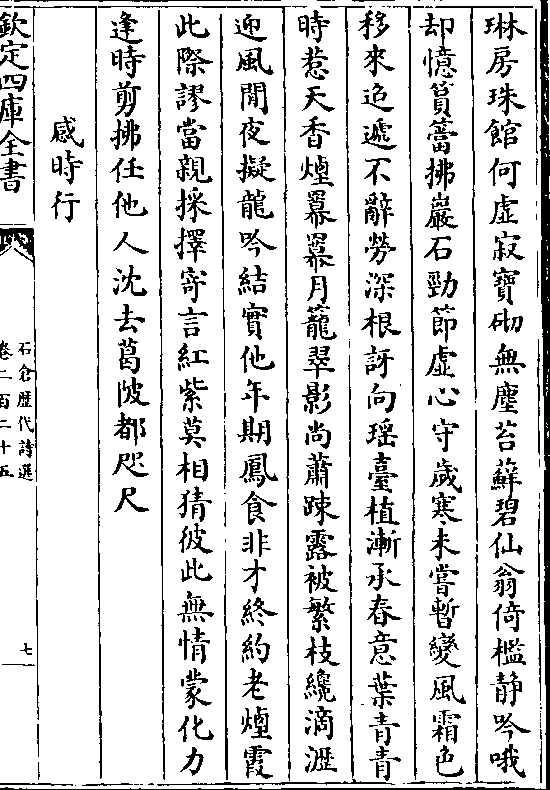 琳房珠館何虛寂寶砌無塵苔蘚碧仙翁倚檻静吟哦
却憶篔簹拂巖石勁節虛心守歲寒未嘗暫變風霜色
移來迢遞不辭勞深根訝向瑶臺植漸承春意葉青青
時惹天香煙羃羃月籠翠影尚蕭踈露被繁枝纔滴瀝
迎風閒夜擬龍吟結實他年期鳳食非才終約老煙霞
此際謬當親採擇寄言紅紫莫相猜彼此無情蒙化力
逢時剪拂任他人沈去葛陂都咫尺
感時行
欽定四庫全書
石倉歷代詩選
卷二百二十五
七